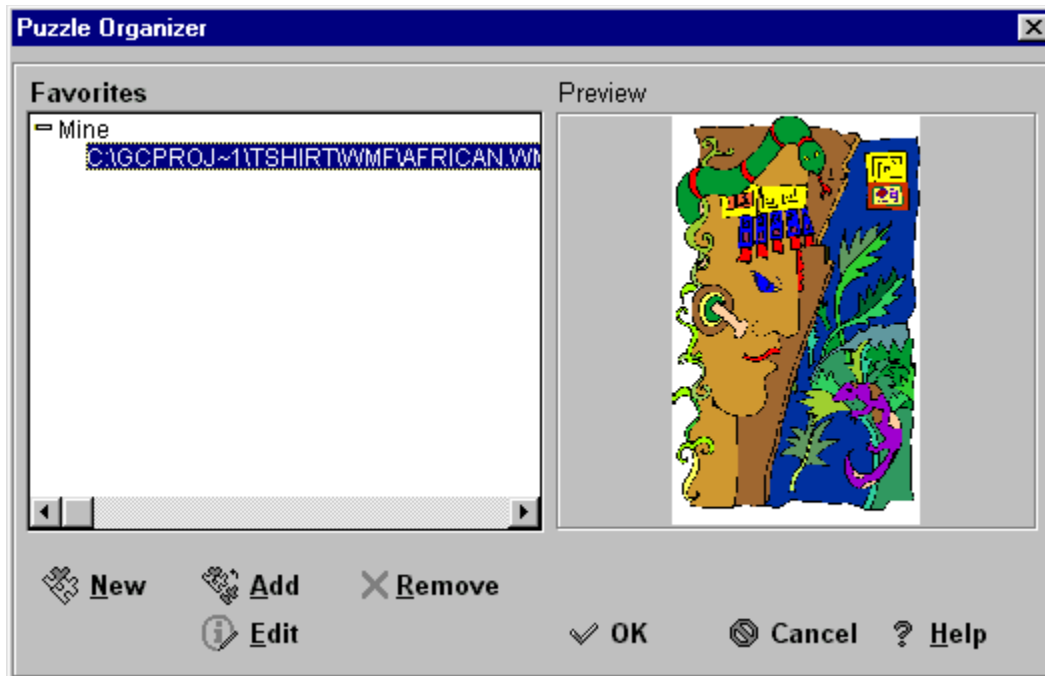 Puzzle Organizer
Favorites
Preview
Mine
C:\GCPROJ~1\TSHIRT\WMF\AFRICAN.WM
New
Add
Remove
Edit
OK
Cancel
Help